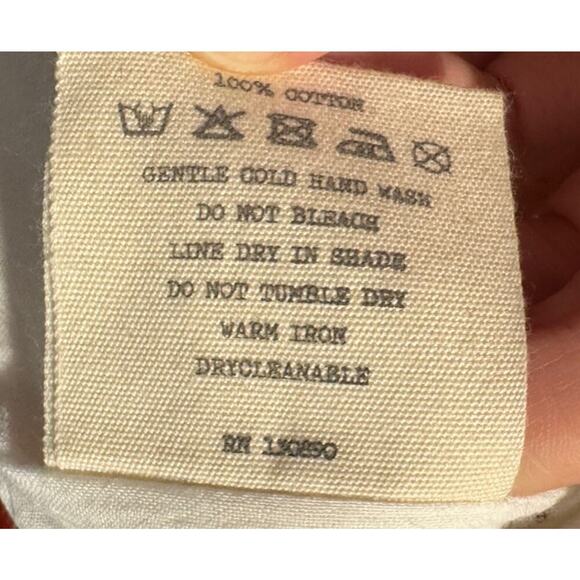 100% COTTON
GENTLE COLD HAND WASH
DO NOT BLEACH
LINE DRY IN SHADE
DO NOT TUMBLE DRY
WARM IRON
DRYCLEANABLE
RN 130890